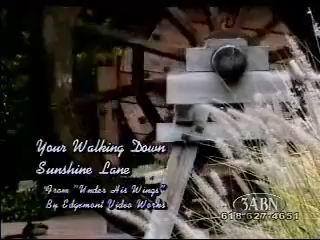 Your Walking Down
Sunshine Lane
"From "Under His Wings"
By Edgemont Video Works
3ABN
618-627-4651